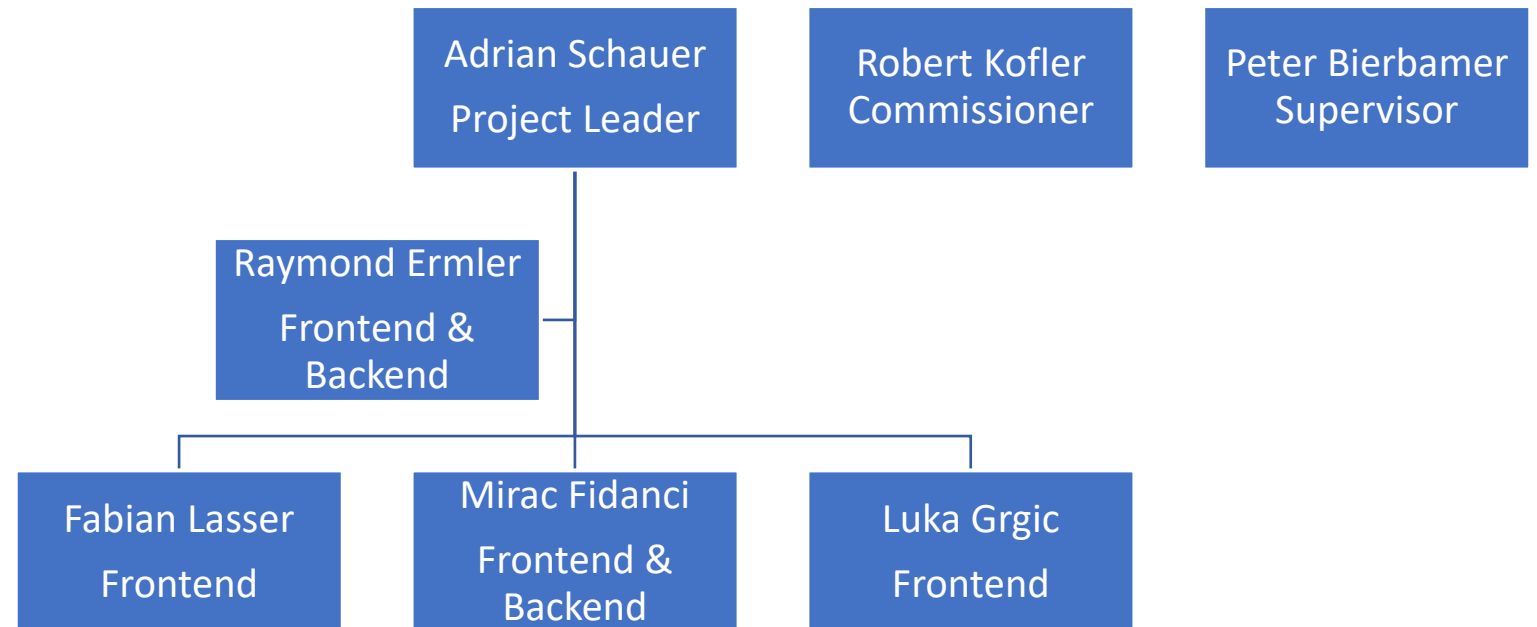 Adrian Schauer
Project Leader
Robert Kofler
Commissioner
Peter Bierbamer
Supervisor
Raymond Ermler
Frontend &
Backend
Fabian Lasser
Frontend
Mirac Fidanci
Frontend &
Backend
Luka Grgic
Frontend